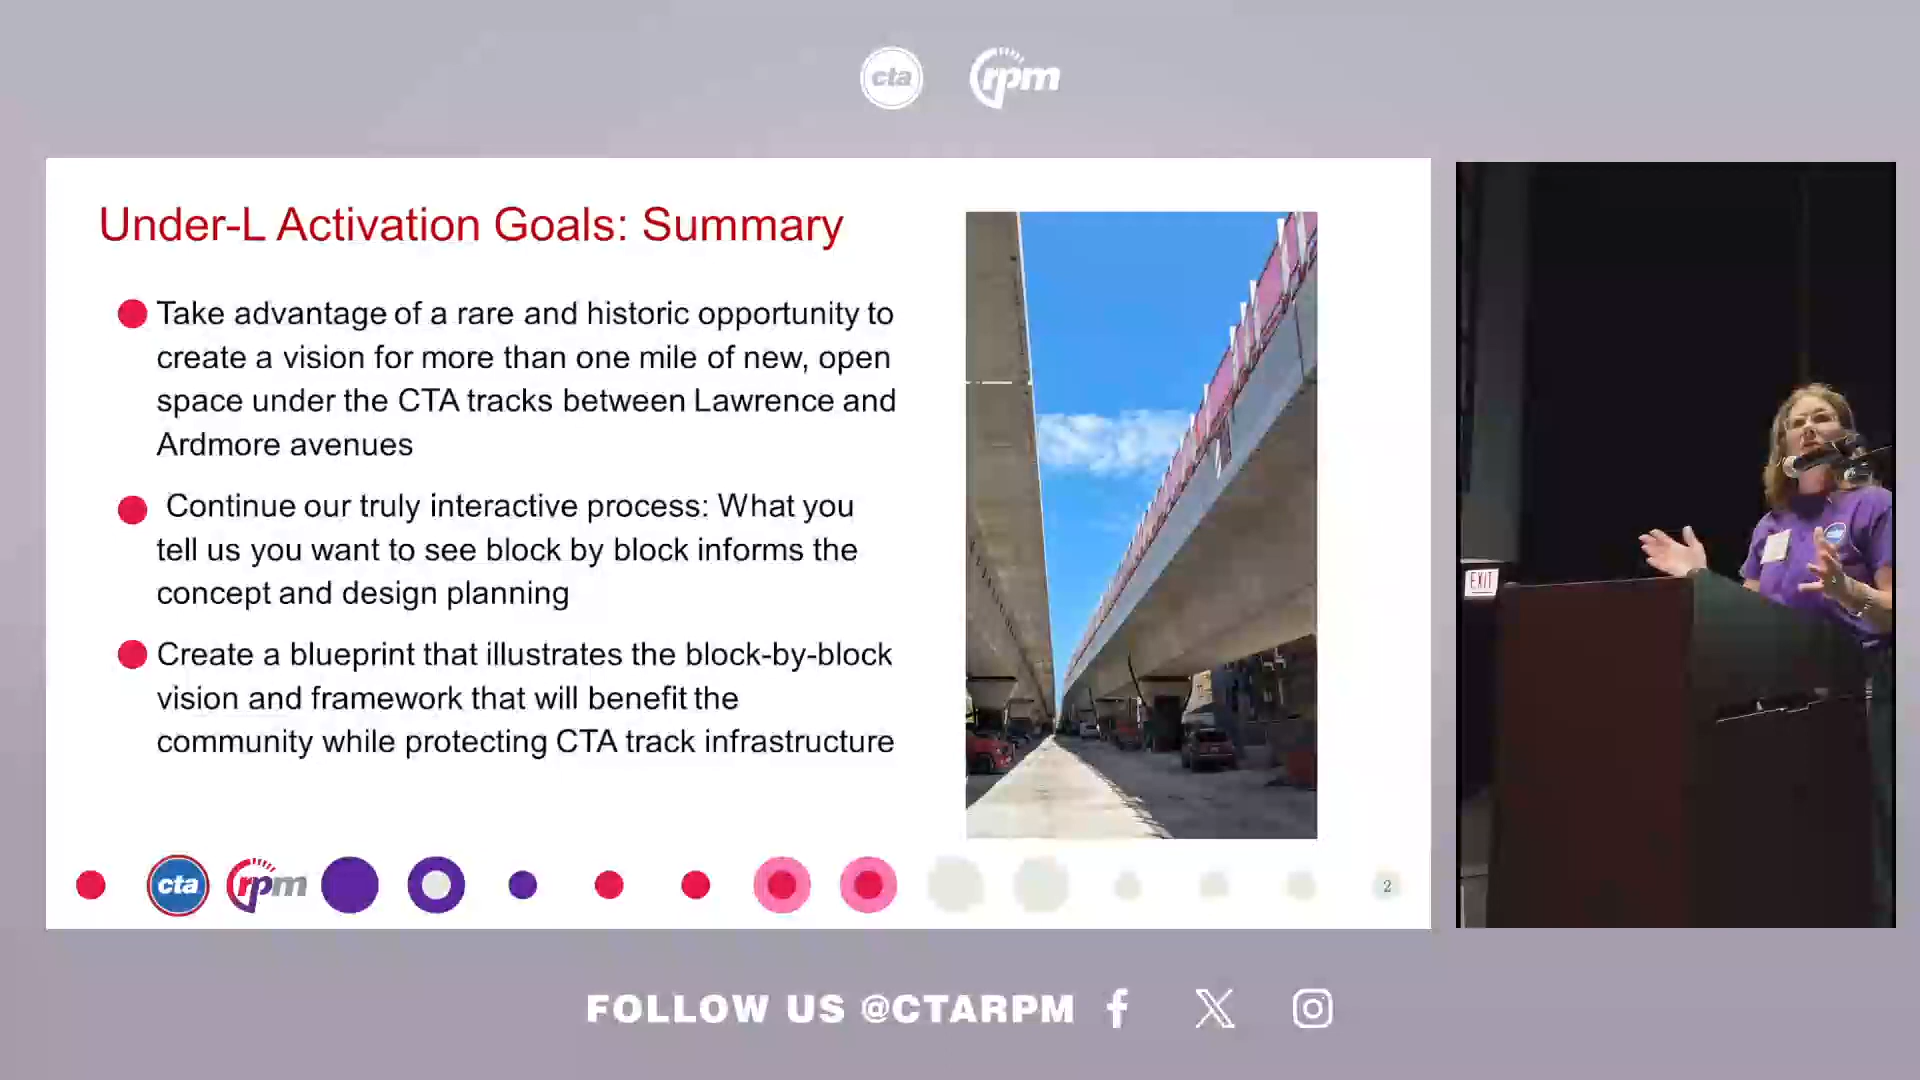 cta rpm
Under-L Activation Goals: Summary
Take advantage of a rare and historic opportunity to
create a vision for more than one mile of new, open
space under the CTA tracks between Lawrence and
Ardmore avenues
Continue our truly interactive process: What you
tell us you want to see block by block informs the
concept and design planning
Create a blueprint that illustrates the block-by-block
vision and framework that will benefit the
community while protecting CTA track infrastructure
cta rpm
2
EXIT
cta
FOLLOW US @CTARPM